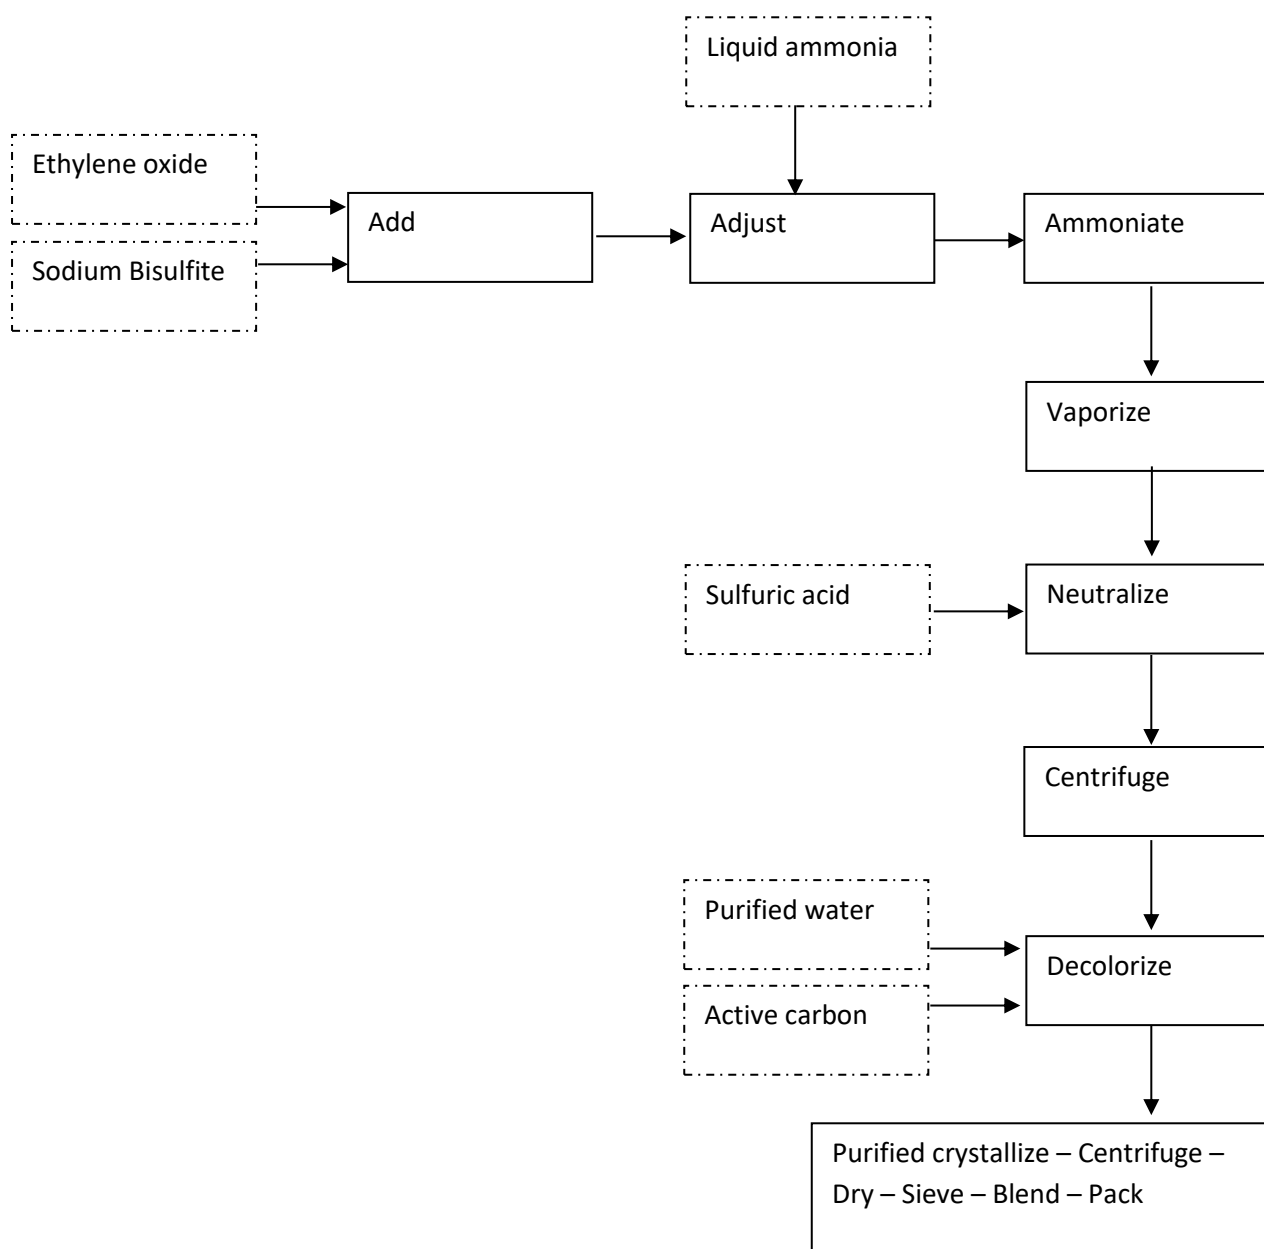 Liquid ammonia
Ethylene oxide
Sodium Bisulfite
Add
Adjust
Ammoniate
Vaporize
Sulfuric acid
Neutralize
Centrifuge
Purified water
Active carbon
Decolorize
Purified crystallize – Centrifuge –
Dry – Sieve – Blend – Pack